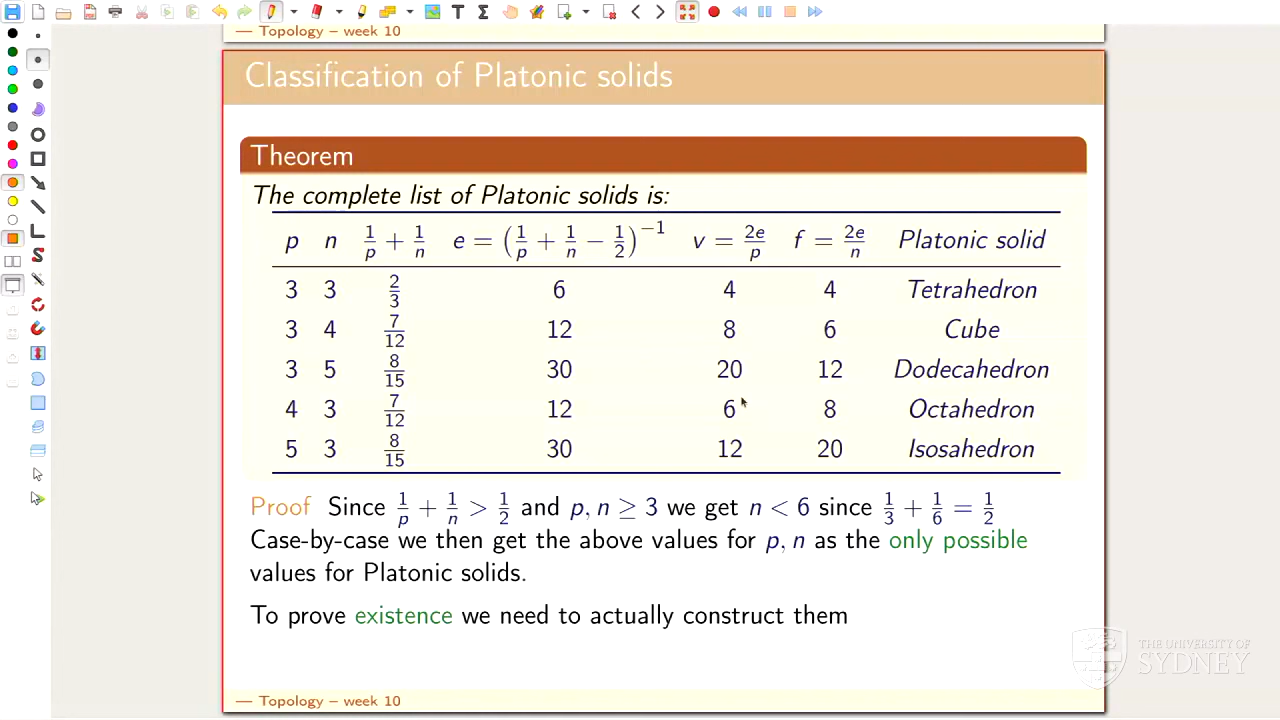 — Topology – week 10
Classification of Platonic solids
Theorem
The complete list of Platonic solids is:
p n 1/p + 1/n e = (1/p + 1/n − 1/2)^−1 v = 2e/p f = 2e/n Platonic solid
3 3 2/3 6 4 4 Tetrahedron
3 4 7/12 12 8 6 Cube
3 5 8/15 30 20 12 Dodecahedron
4 3 7/12 12 6 8 Octahedron
5 3 8/15 30 12 20 Isosahedron
Proof Since 1/p + 1/n > 1/2 and p, n ≥ 3 we get n < 6 since 1/3 + 1/6 = 1/2
Case-by-case we then get the above values for p, n as the only possible
values for Platonic solids.
To prove existence we need to actually construct them
THE UNIVERSITY OF
SYDNEY
— Topology – week 10